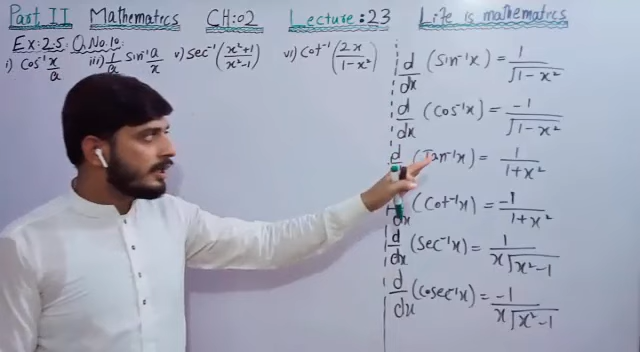 Part II Mathematics CH:02 Lecture:23 Life is mathematics
Ex:2.5. Q.No.10.
i) Cos⁻¹ x/a iii) 1/a Sin⁻¹ a/x v) Sec⁻¹ (x²+1/x²-1) vi) Cot⁻¹ (2x/1-x²)
d/dx (Sin⁻¹x) = 1/√1-x²
d/dx (Cos⁻¹x) = -1/√1-x²
d (Tan⁻¹x) = 1/1+x²
d/dx (Cot⁻¹x) = -1/1+x²
d/dx (Sec⁻¹x) = 1/x√x²-1
d/dx (Cosec⁻¹x) = -1/x√x²-1